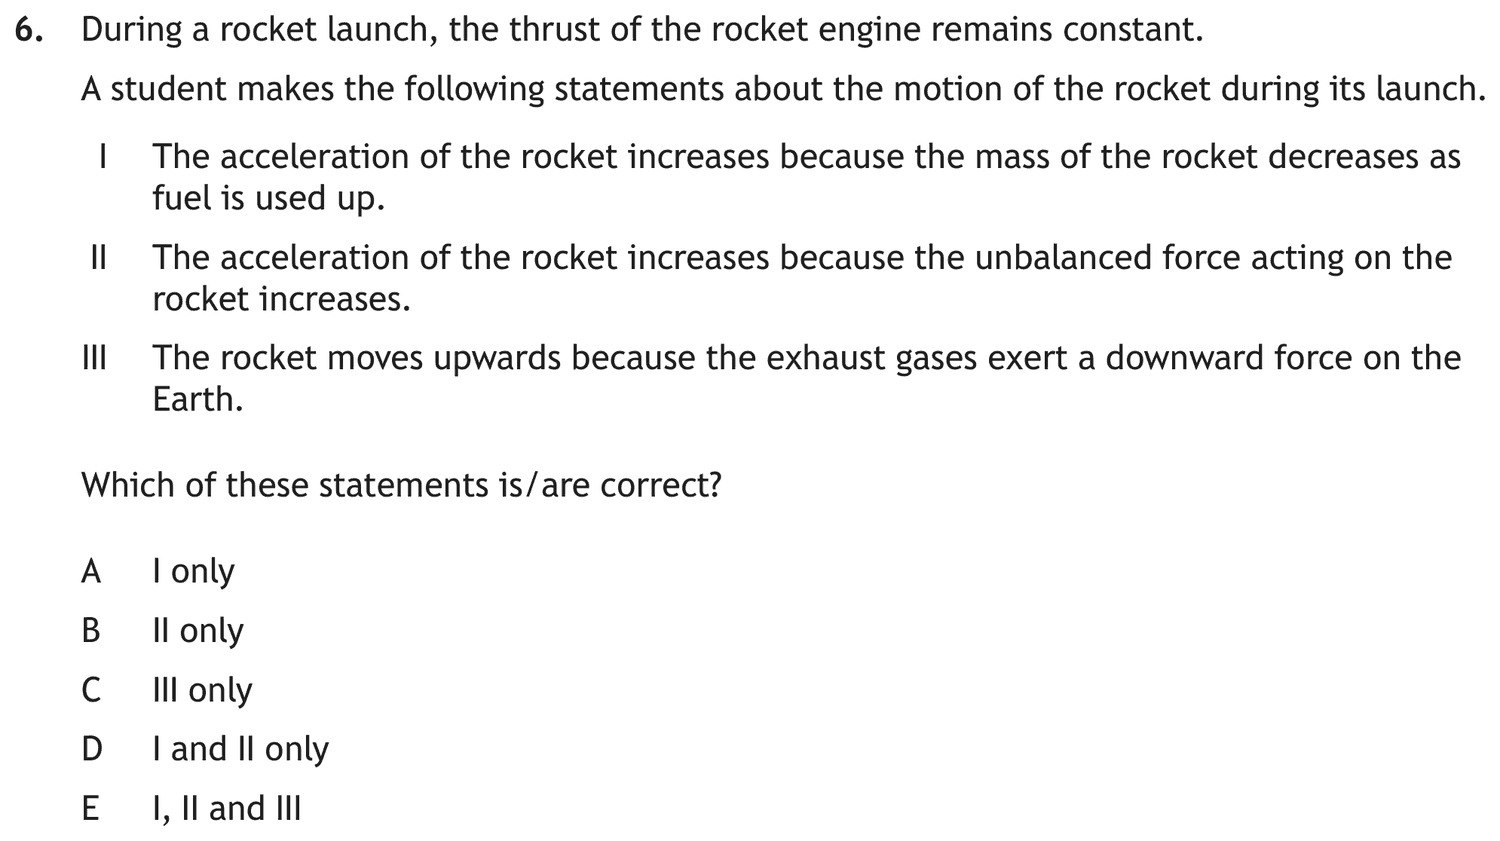 6. During a rocket launch, the thrust of the rocket engine remains constant.
A student makes the following statements about the motion of the rocket during its launch.
I The acceleration of the rocket increases because the mass of the rocket decreases as
fuel is used up.
II The acceleration of the rocket increases because the unbalanced force acting on the
rocket increases.
III The rocket moves upwards because the exhaust gases exert a downward force on the
Earth.
Which of these statements is/are correct?
A I only
B II only
C III only
D I and II only
E I, II and III